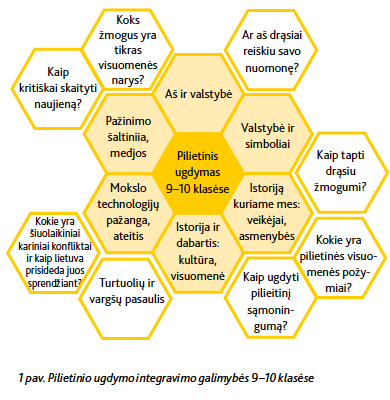 Koks
žmogus yra
tikras
visuomenės
narys?
Ar aš drąsiai
reiškiu savo
nuomonę?
Kaip
kritiškai skaityti
naujieną?
Aš ir valstybė
Pažinimo
šaltiniai,
medjos
Valstybė ir
simboliai
Pilietinis
ugdymas
9–10 klasėse
Kaip tapti
drąsiu
žmogumi?
Mokslo
technologijų
pažanga,
ateitis
Istoriją
kuriame mes:
veikėjai,
asmenybės
Kokie yra
šiuolaikiniai
kariniai konfliktai
ir kaip lietuva
prisideda juos
sprendžiant?
Istorija ir
dabartis:
kultūra,
visuomenė
Kokie yra
pilietinės visuo-
menės požy-
miai?
Turtuolių ir
vargšų pasaulis
Kaip ugdyti
pilieitinį
sąmonin-
gumą?
1 pav. Pilietinio ugdymo integravimo galimybės 9–10 klasėse